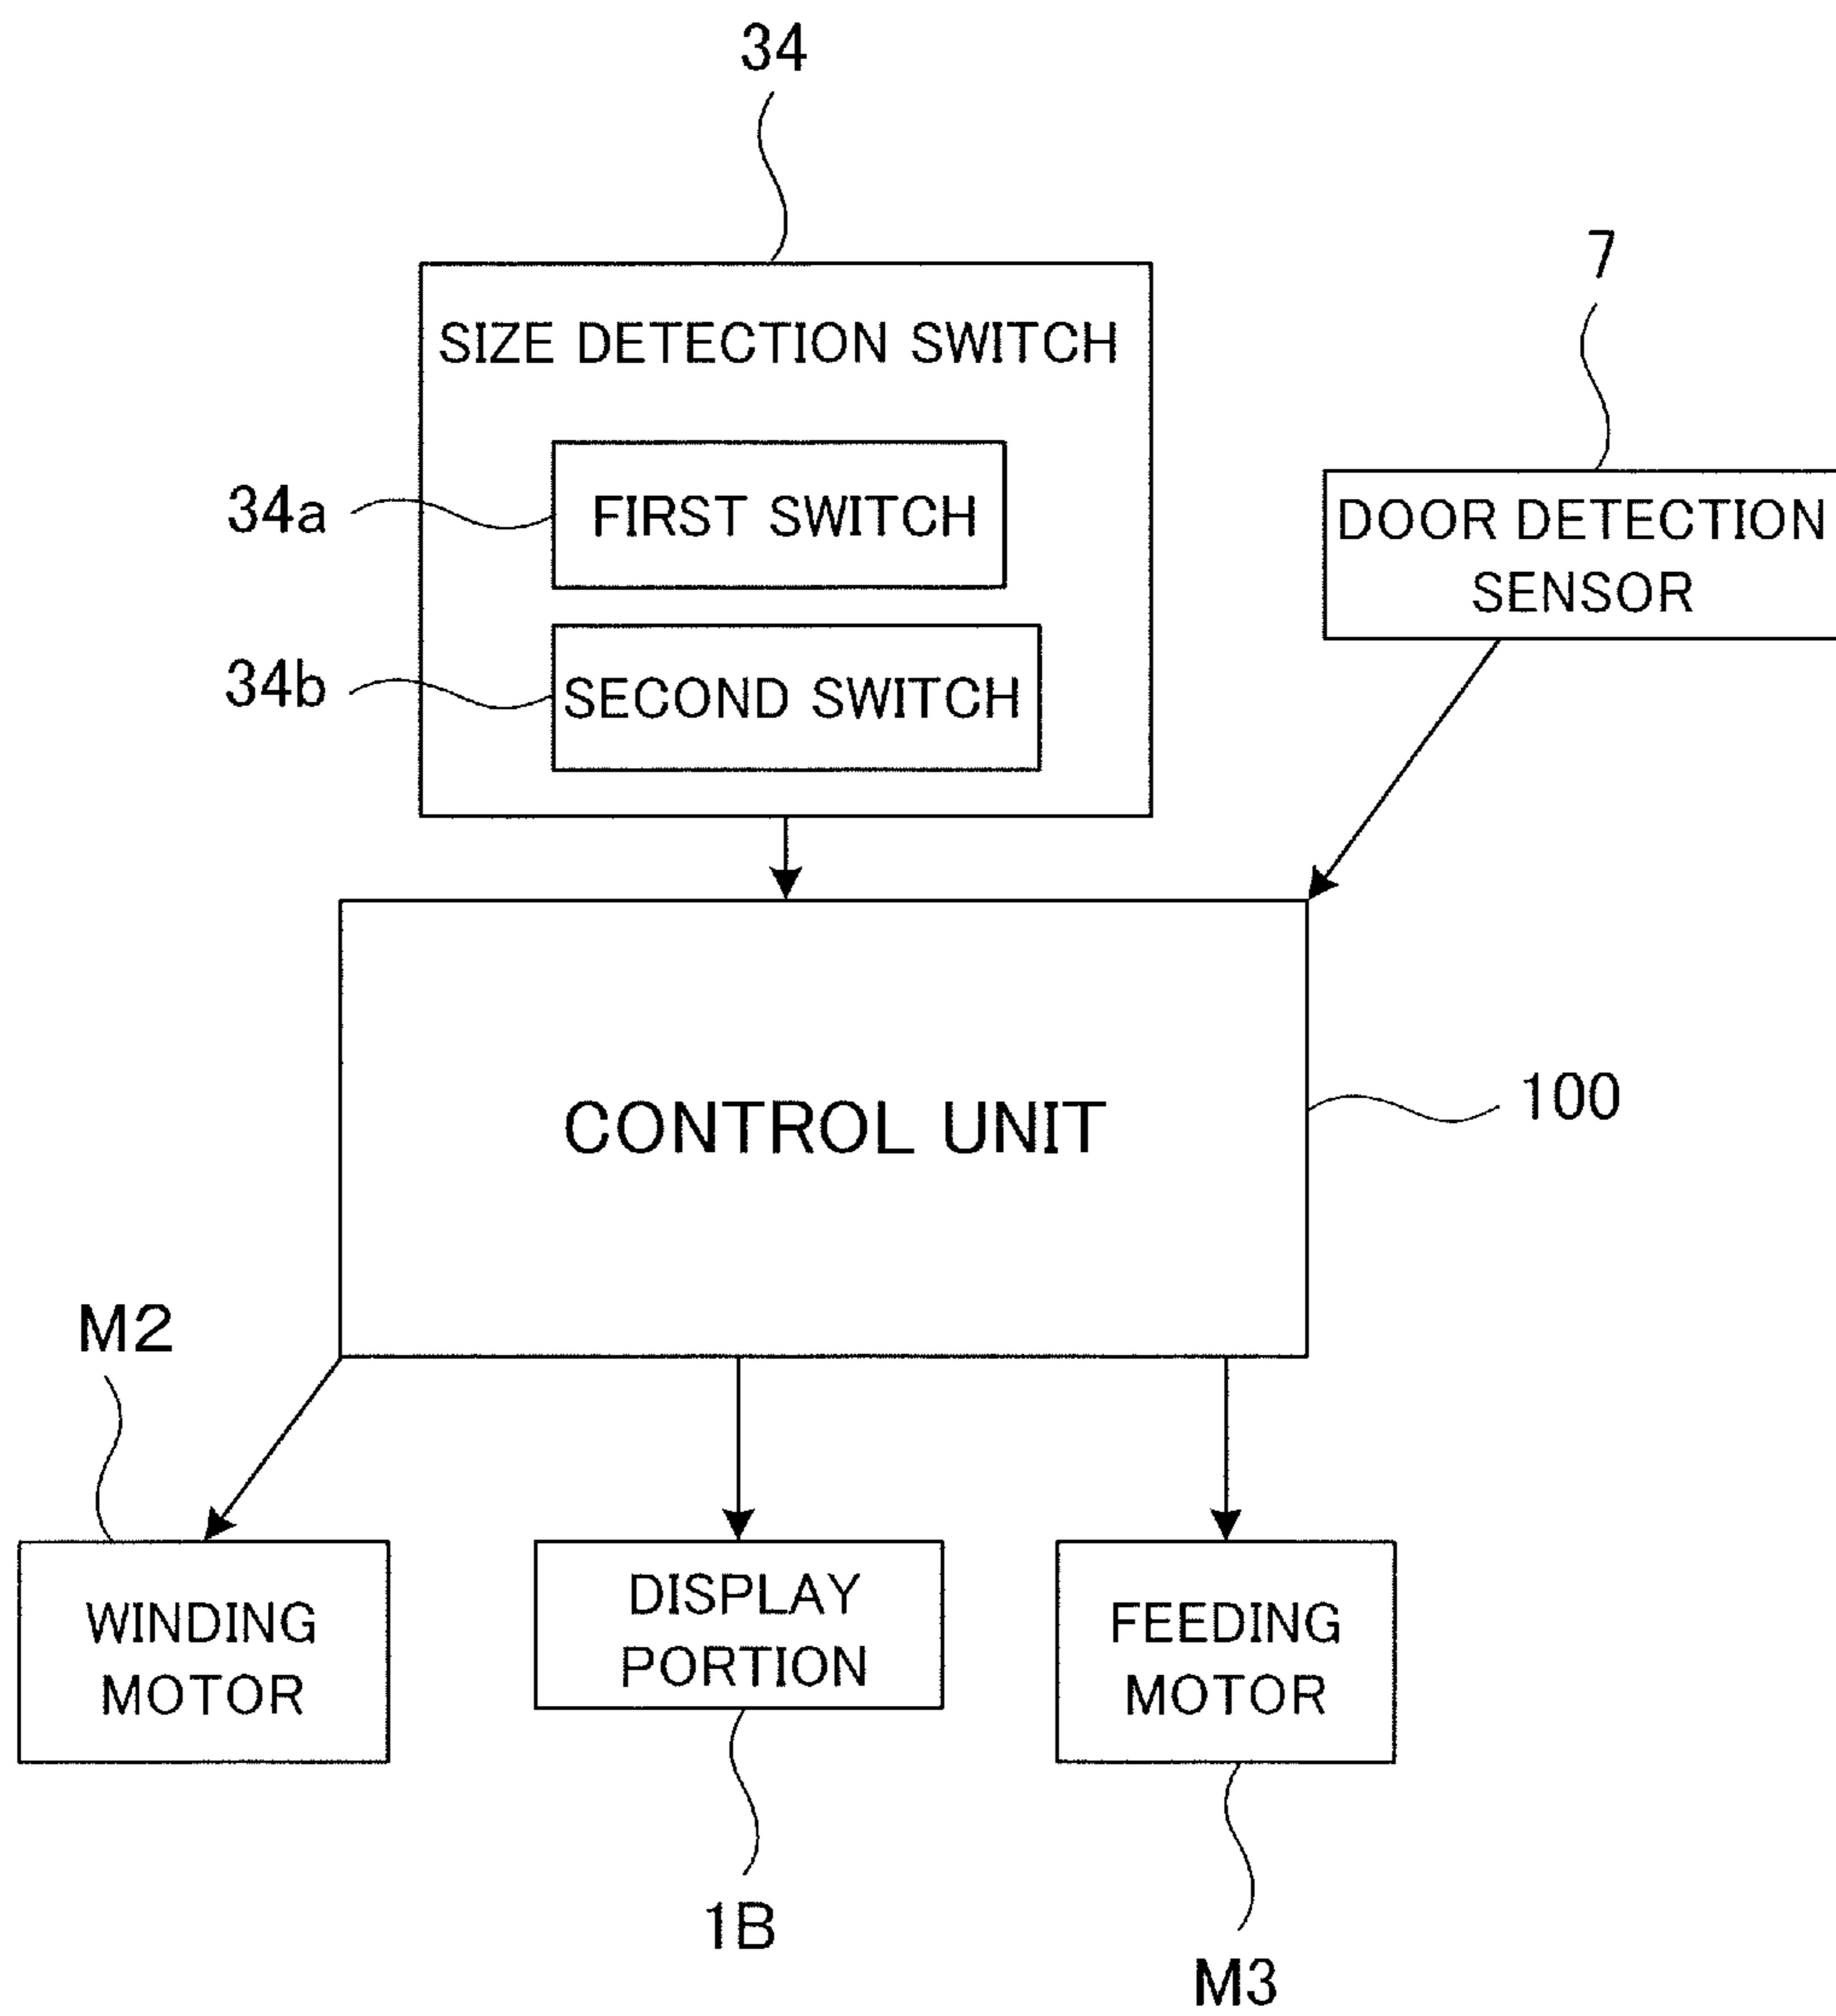 34
7
SIZE DETECTION SWITCH
34a
FIRST SWITCH
DOOR DETECTION
SENSOR
34b
SECOND SWITCH
CONTROL UNIT
100
M2
WINDING
MOTOR
DISPLAY
PORTION
FEEDING
MOTOR
1B
M3